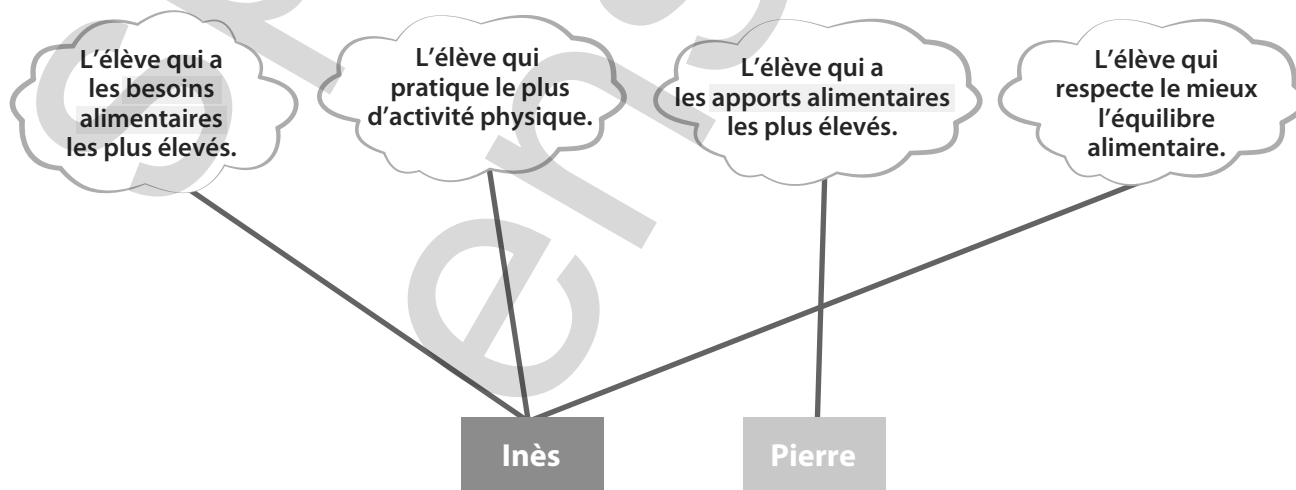 L'élève qui a
les besoins
alimentaires
les plus élevés.
L'élève qui
pratique le plus
d'activité physique.
L'élève qui a
les apports alimentaires
les plus élevés.
L'élève qui
respecte le mieux
l'équilibre
alimentaire.
Inès
Pierre